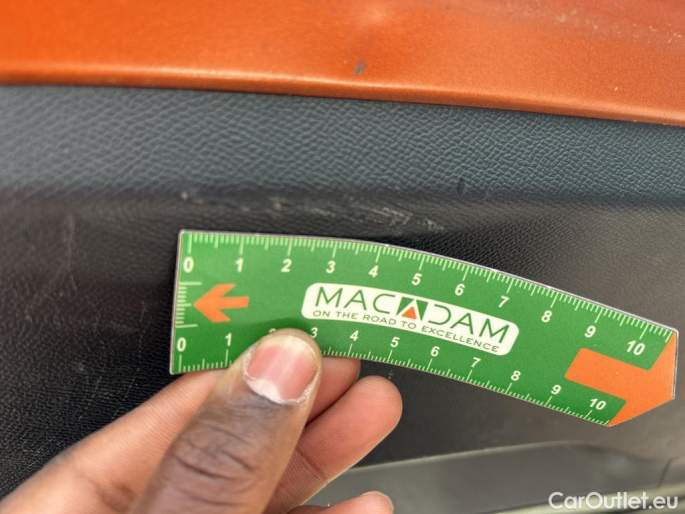 0 1 2 3 4 5 6 7 8 9 10
MACADAM
ON THE ROAD TO EXCELLENCE
0 1 2 3 4 5 6 7 8 9 10
CarOutlet.eu